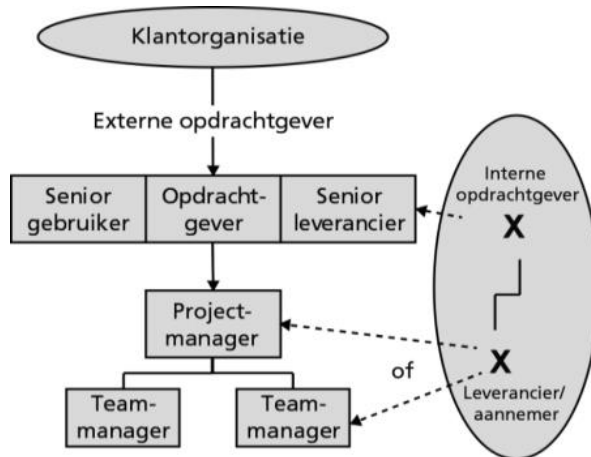 Klantorganisatie
Externe opdrachtgever
Senior
gebruiker
Opdracht-
gever
Senior
leverancier
Interne
opdrachtgever
X
Project-
manager
X
of
Leverancier/
aannemer
Team-
manager
Team-
manager